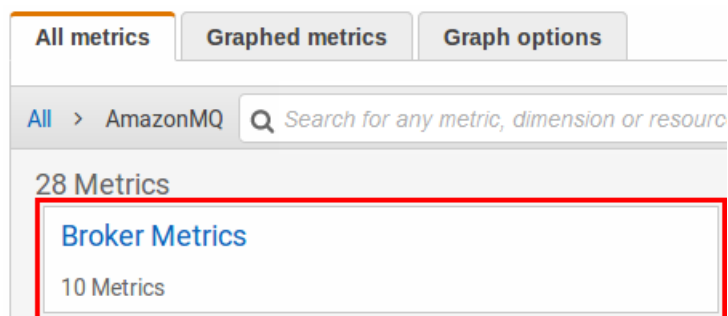 All metrics Graphed metrics Graph options
All > AmazonMQ Search for any metric, dimension or
28 Metrics
Broker Metrics
10 Metrics